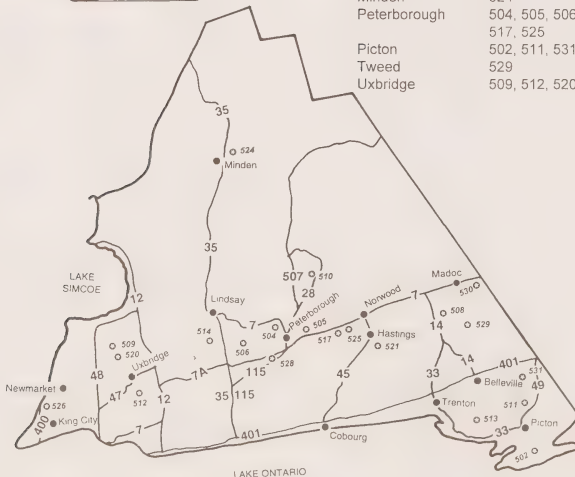 Peterborough 504, 505, 506
517, 525
Picton 502, 511, 531
Tweed 529
Uxbridge 509, 512, 520
35
524
Minden
35
507
510
28
LAKE
SIMCOE
12
Lindsay
7
514
504
506
Peterborough
505
528
Norwood
517
525
Hastings
521
7
Madoc
530
14
508
529
14
401
7
531
49
Belleville
511
33
Trenton
513
33
Picton
502
48
509
520
Uxbridge
47
512
12
7A
115
35
115
45
Newmarket
526
400
King City
7
401
Cobourg
LAKE ONTARIO